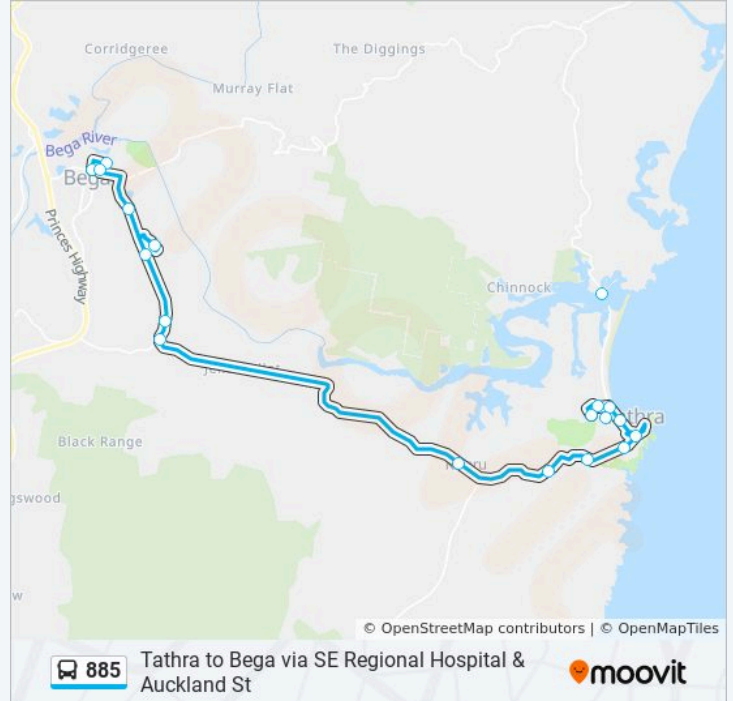 Corridgeree
The Diggings
Murray Flat
Bega River
Bega
Princes Highway
Chinnock
Black Range
© OpenStreetMap contributors | © OpenMapTiles
885
Tathra to Bega via SE Regional Hospital &
Auckland St
moovit